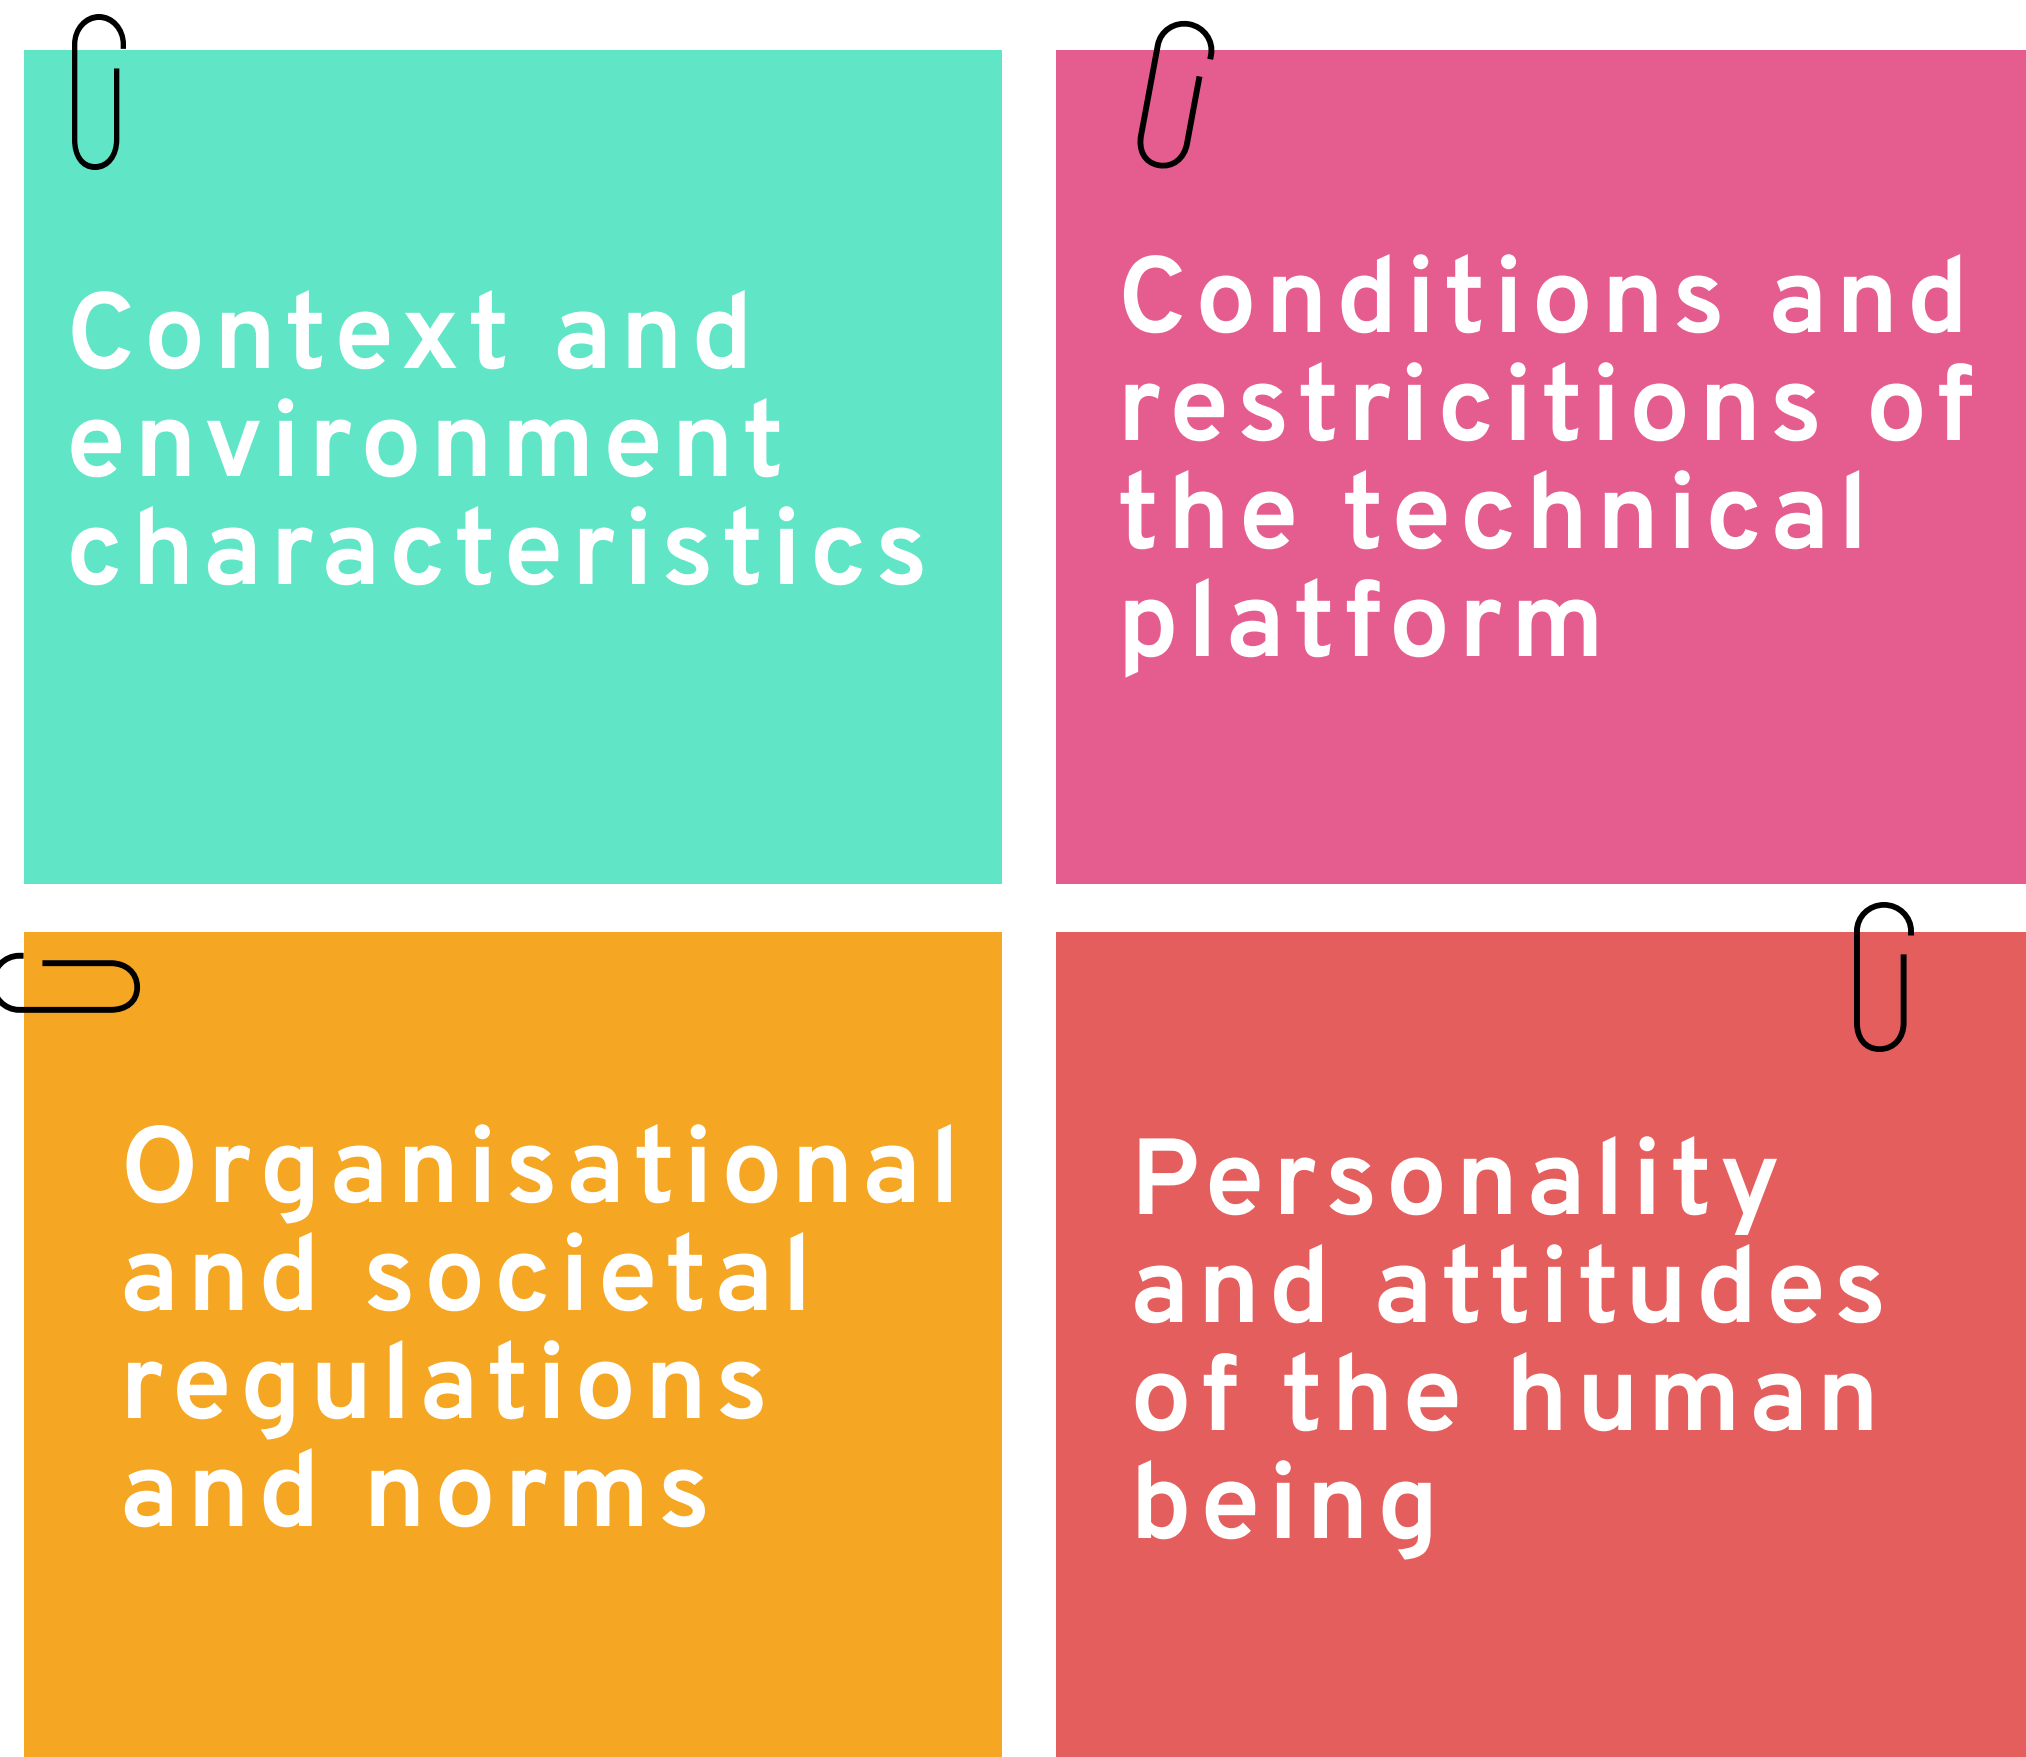 Context and
environment
characteristics
Conditions and
restricitions of
the technical
platform
Organisational
and societal
regulations
and norms
Personality
and attitudes
of the human
being